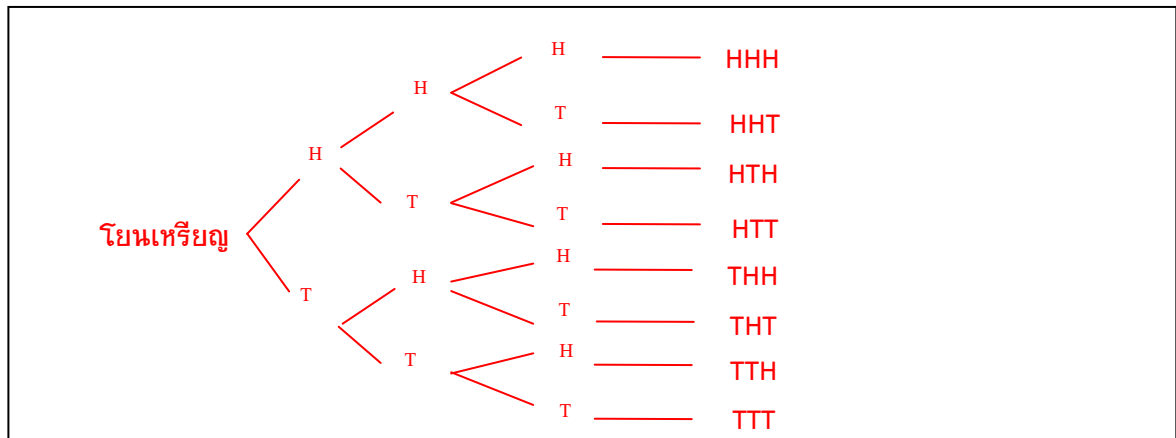 H HHH
H
T HHT
H
H HTH
T
T HTT
โยนเหรียญ
H THH
H
T
T THT
H TTH
T
T TTT